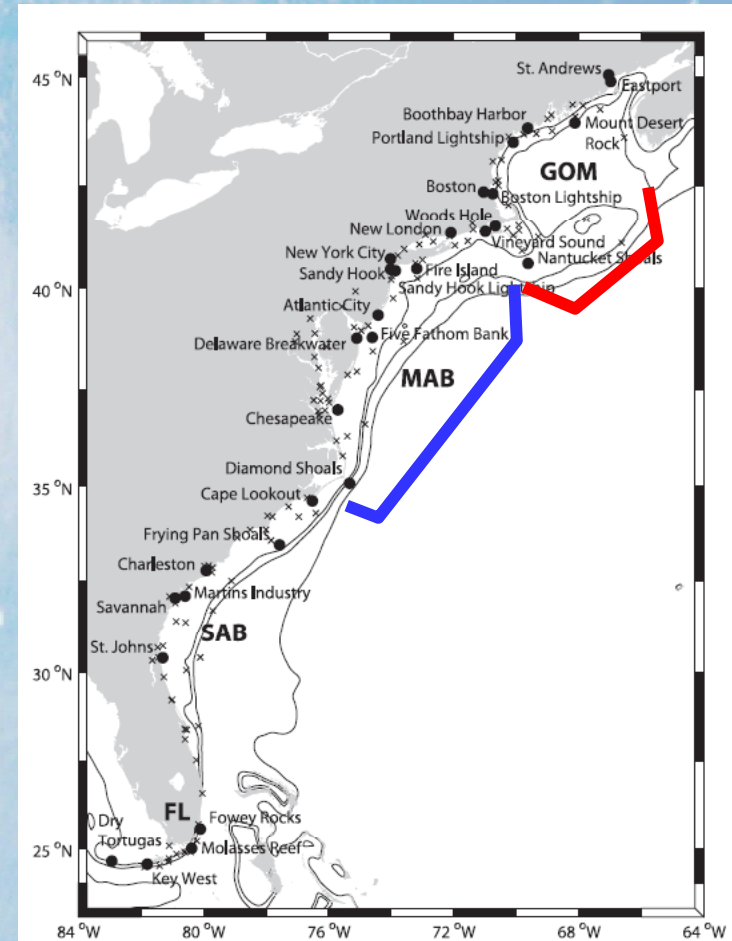 45 °N
St. Andrews
Eastport
Boothbay Harbor
Mount Desert
Portland Lightship
Rock
GOM
Boston
Boston Lightship
Woods Hole
New London
Vineyard Sound
New York City
Nantucket Shoals
Sandy Hook
Fire Island
40 °N
Sandy Hook Lightship
Atlantic City
Five Fathom Bank
Delaware Breakwater
MAB
Chesapeake
Diamond Shoals
35 °N
Cape Lookout
Frying Pan Shoals
Charleston
Martins Industry
Savannah
SAB
St. Johns
30 °N
FL
Fowey Rocks
Dry
Tortugas
Molasses Reef
25 °N
Key West
84 °W
80 °W
76 °W
72 °W
68 °W
64 °W